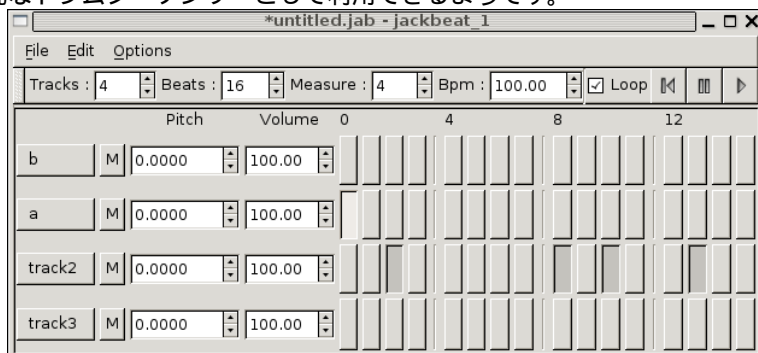 なドラムシーケンサーとして利用できるようです。
*untitled.jab - jackbeat_1
File Edit Options
Tracks : 4 Beats : 16 Measure : 4 Bpm : 100.00 Loop
Pitch Volume 0 4 8 12
b M 0.0000 100.00
a M 0.0000 100.00
track2 M 0.0000 100.00
track3 M 0.0000 100.00